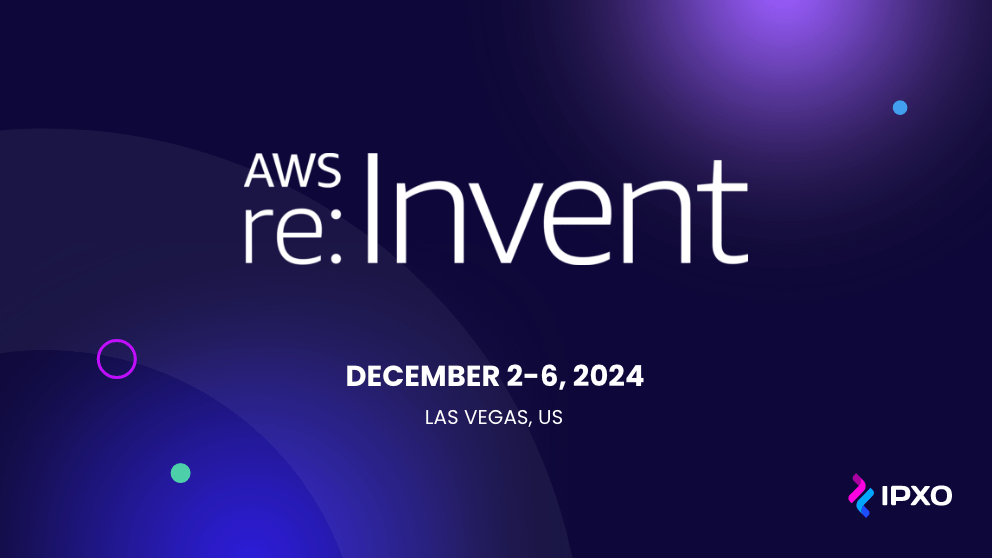 AWS
re:Invent
DECEMBER 2-6, 2024
LAS VEGAS, US
IPXO